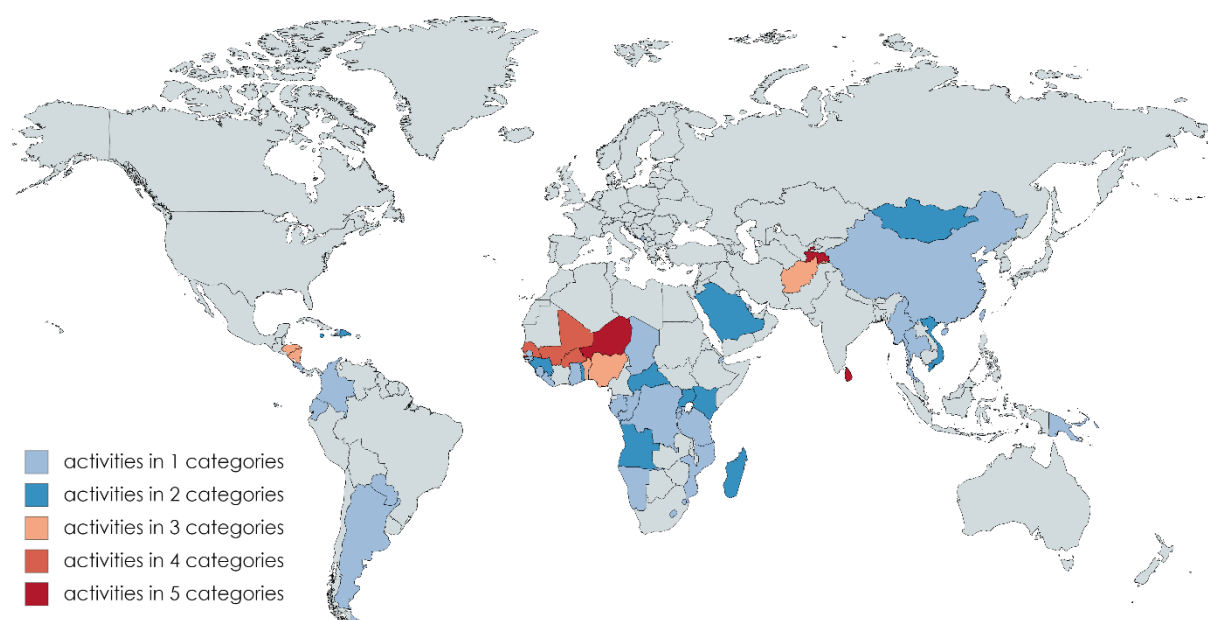 activities in 1 categories
activities in 2 categories
activities in 3 categories
activities in 4 categories
activities in 5 categories